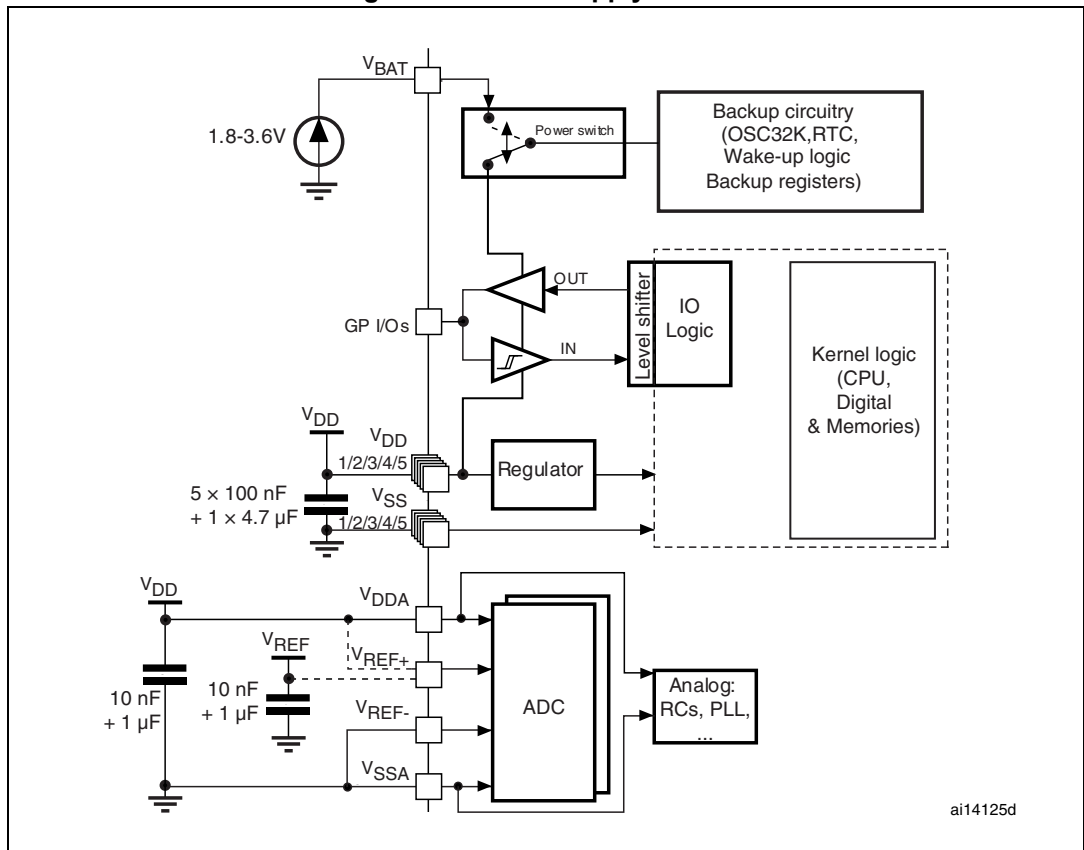 VBAT
1.8-3.6V
Power switch
Backup circuitry
(OSC32K,RTC,
Wake-up logic
Backup registers)
OUT
GP I/Os
IN
Level shifter
IO
Logic
Kernel logic
(CPU,
Digital
& Memories)
VDD
VDD
1/2/3/4/5
Regulator
5 × 100 nF
+ 1 × 4.7 µF
VSS
1/2/3/4/5
VDD
VDDA
VREF
VREF+
10 nF
+ 1 µF
10 nF
+ 1 µF
VREF-
ADC
Analog:
RCs, PLL,
...
VSSA
ai14125d